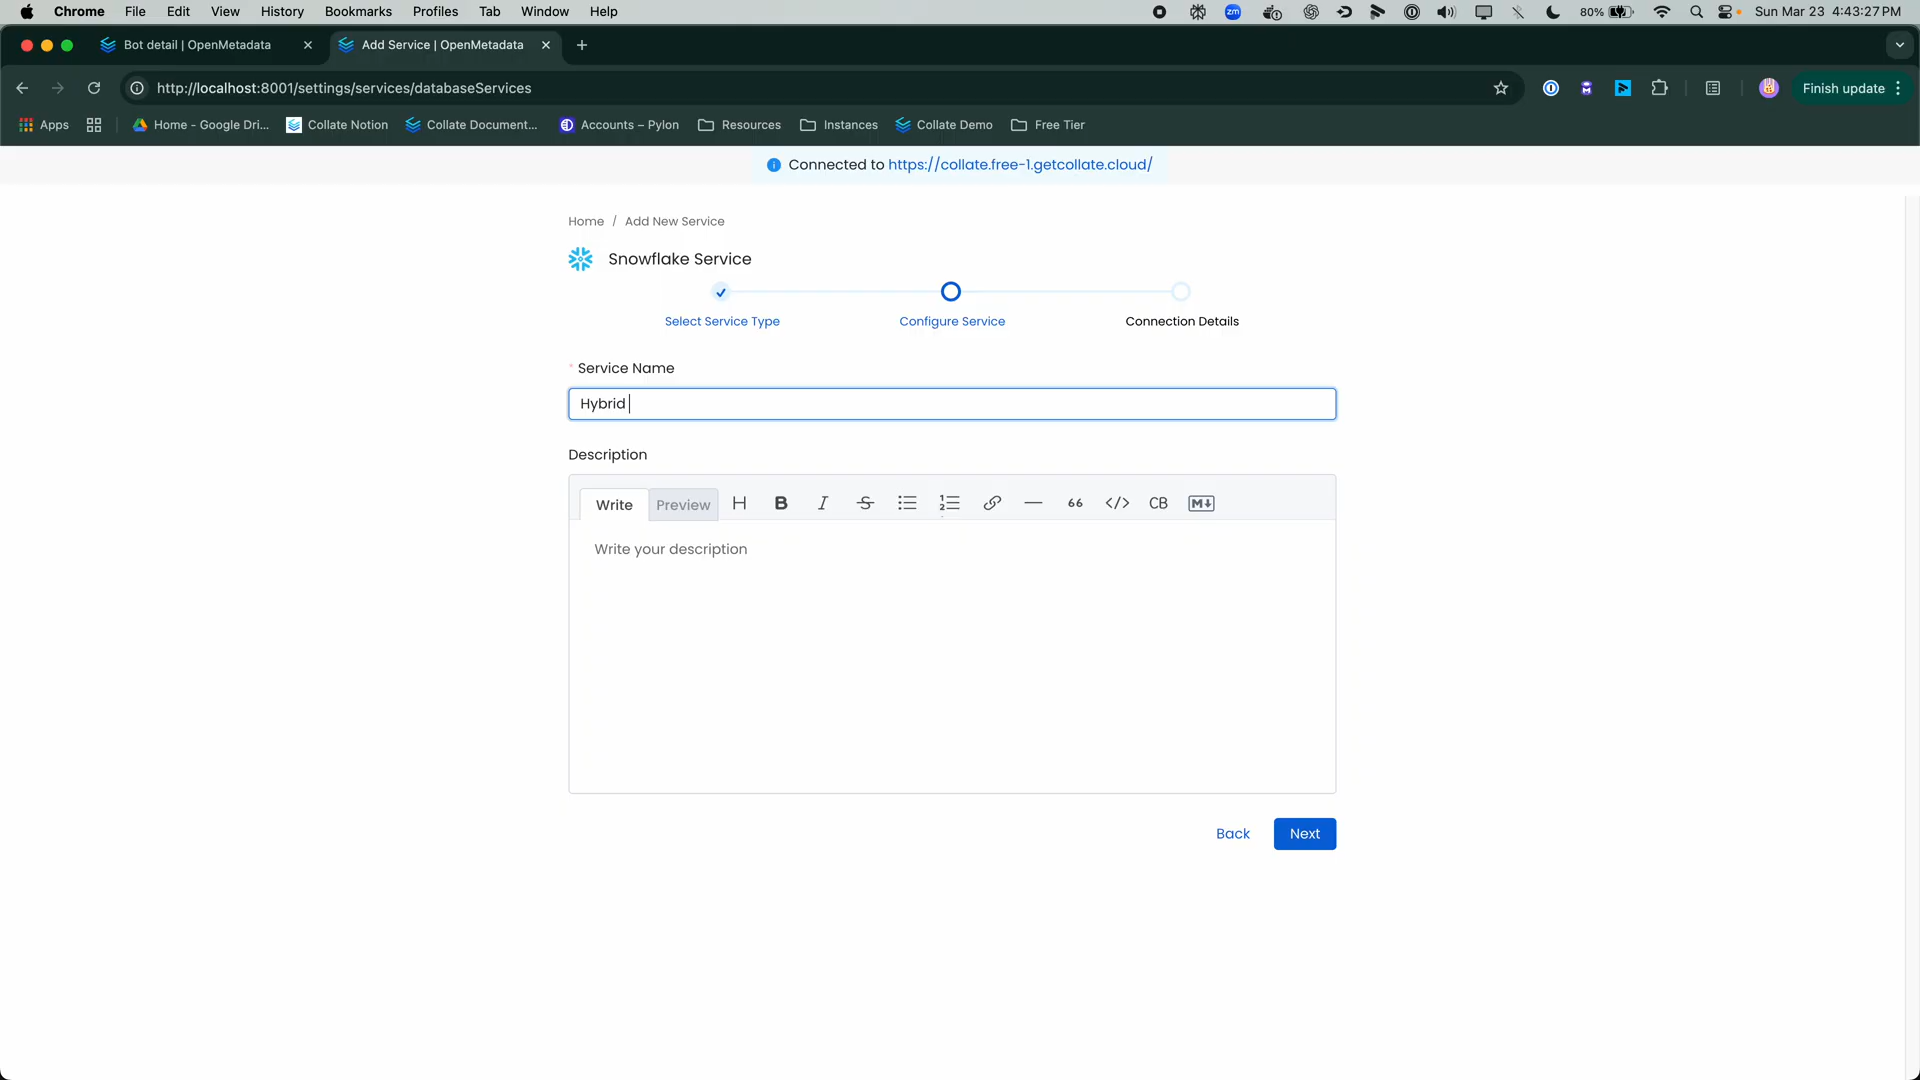 Chrome File Edit View History Bookmarks Profiles Tab Window Help zm 80% Sun Mar 23 4:43:27 PM
Bot detail | OpenMetadata Add Service | OpenMetadata
http://localhost:8001/settings/services/databaseServices Finish update
Apps Home - Google Dri... Collate Notion Collate Document... Accounts – Pylon Resources Instances Collate Demo Free Tier
Connected to https://collate.free-1.getcollate.cloud/
Home / Add New Service
Snowflake Service
Select Service Type Configure Service Connection Details
* Service Name
Hybrid
Description
Write Preview H B I S 66 </> CB M↓
Write your description
Back Next